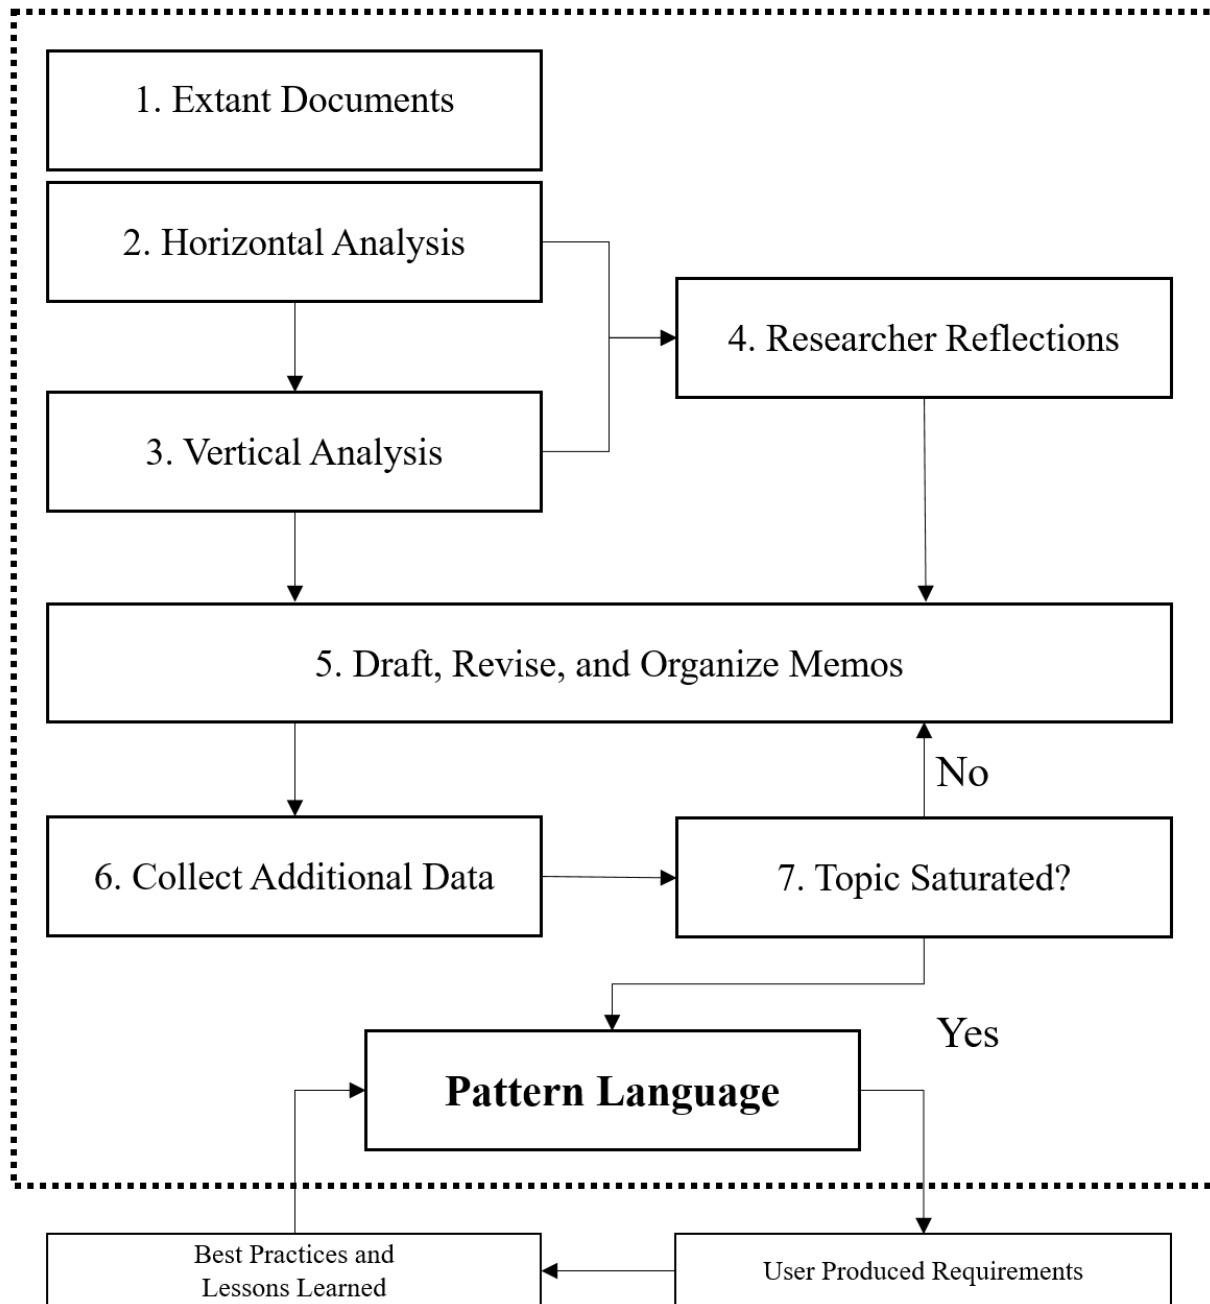 1. Extant Documents
2. Horizontal Analysis
4. Researcher Reflections
3. Vertical Analysis
5. Draft, Revise, and Organize Memos
No
6. Collect Additional Data
7. Topic Saturated?
Yes
Pattern Language
Best Practices and
Lessons Learned
User Produced Requirements